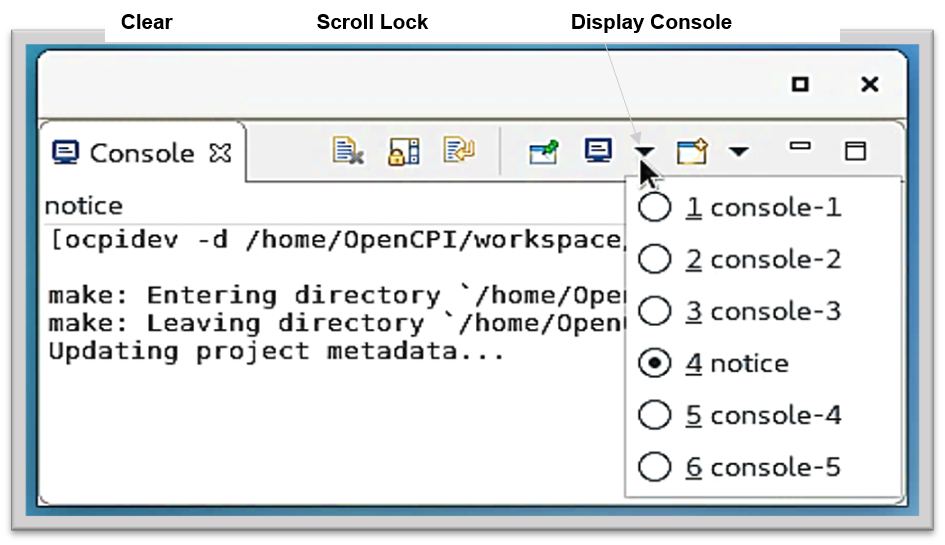 Clear Scroll Lock Display Console
Console
notice
[ocpidev -d /home/OpenCPI/workspace/
make: Entering directory `/home/Ope
make: Leaving directory `/home/Open
Updating project metadata...
1 console-1
2 console-2
3 console-3
4 notice
5 console-4
6 console-5